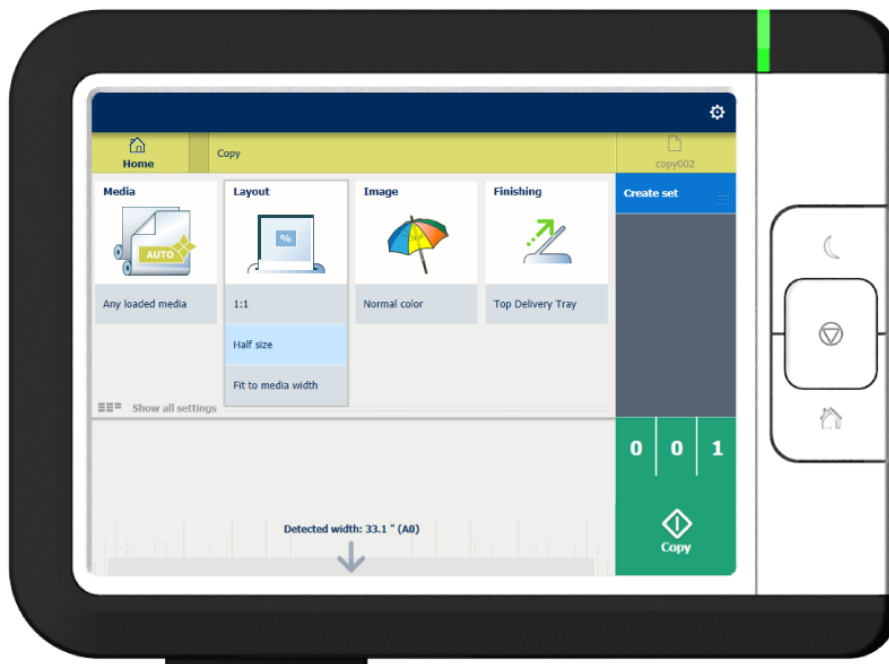 Home
Copy
copy002
Media
Layout
Image
Finishing
Create set
AUTO
%
Any loaded media
1:1
Normal color
Top Delivery Tray
Half size
Fit to media width
Show all settings
0 0 1
Detected width: 33.1 " (A0)
Copy